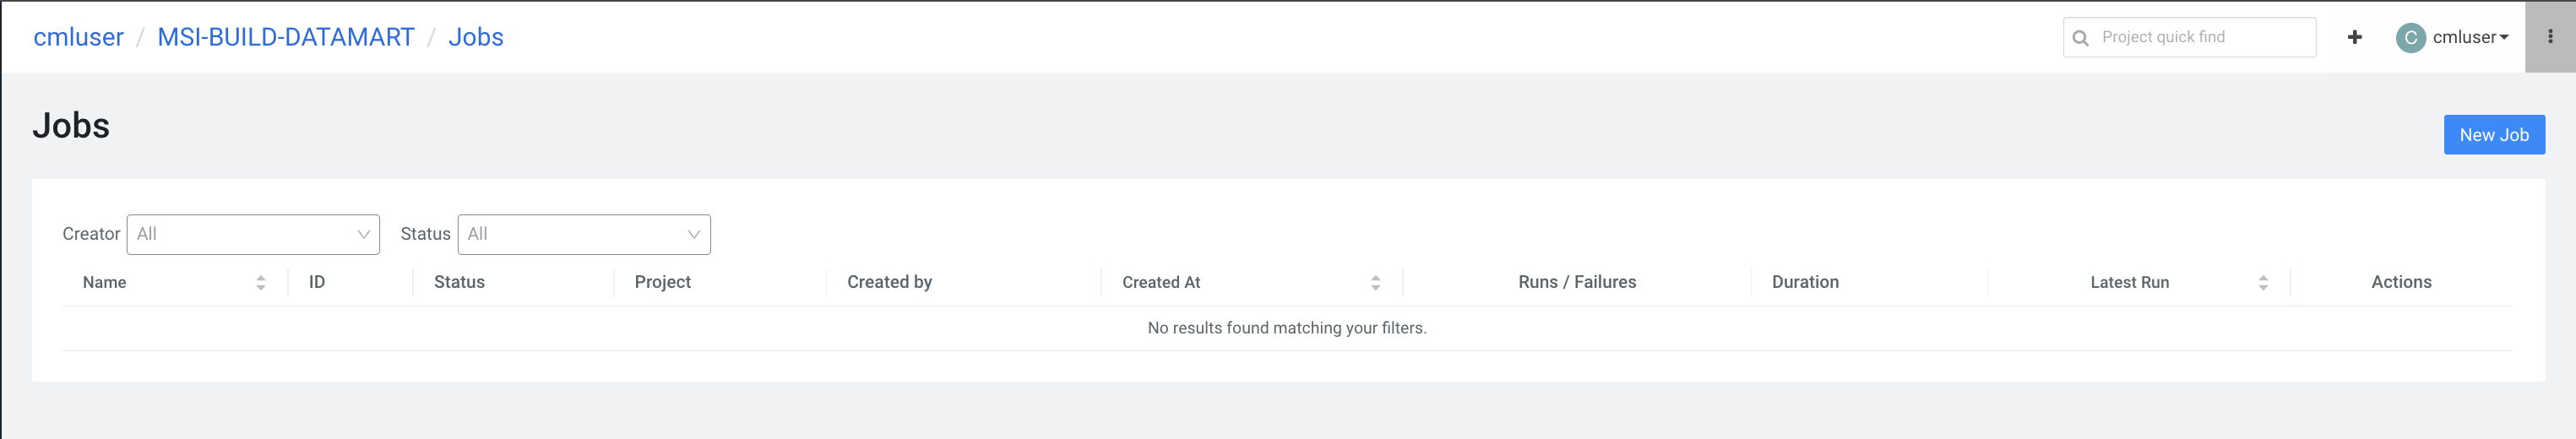 cmluser / MSI-BUILD-DATAMART / Jobs
Project quick find
C cmluser
Jobs
New Job
Creator All Status All
Name ID Status Project Created by Created At Runs / Failures Duration Latest Run Actions
No results found matching your filters.